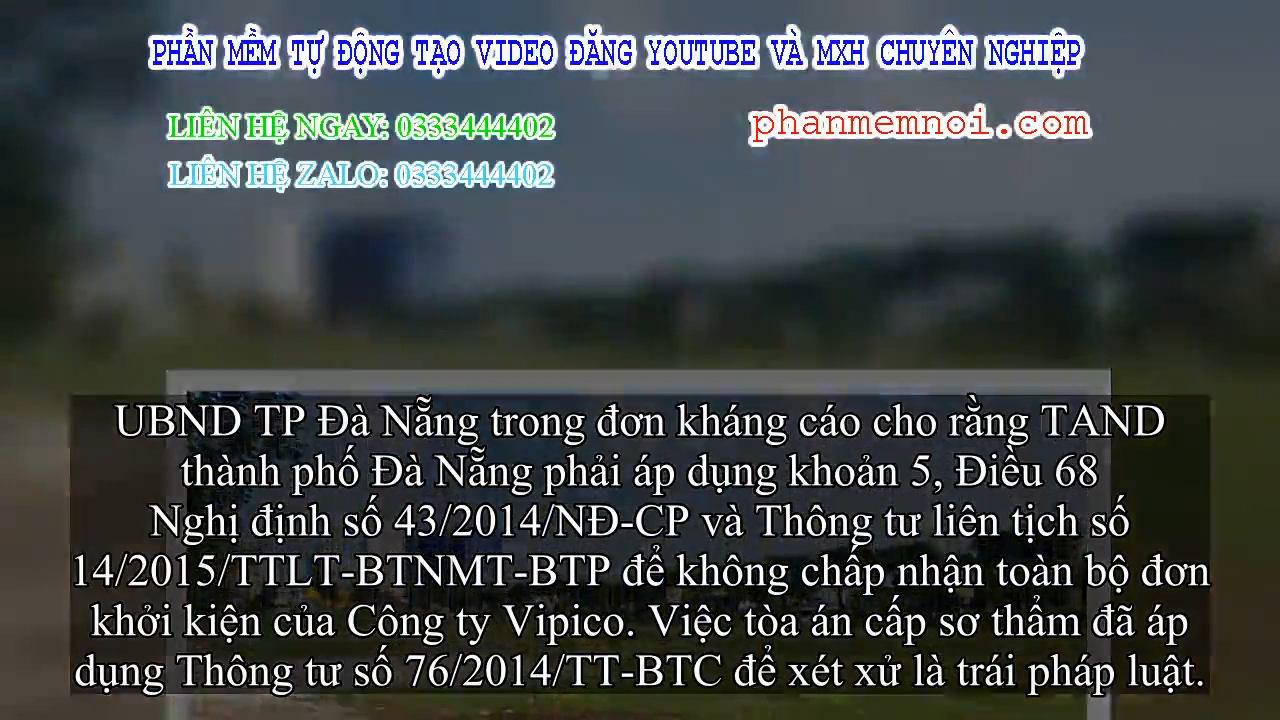 PHẦN MỀM TỰ ĐỘNG TẠO VIDEO ĐĂNG YOUTUBE VÀ MXH CHUYÊN NGHIỆP
LIÊN HỆ NGAY: 0333444402
phanmemnoi.com
LIÊN HỆ ZALO: 0333444402
UBND TP Đà Nẵng trong đơn kháng cáo cho rằng TAND
thành phố Đà Nẵng phải áp dụng khoản 5, Điều 68
Nghị định số 43/2014/NĐ-CP và Thông tư liên tịch số
14/2015/TTLT-BTNMT-BTP để không chấp nhận toàn bộ đơn
khởi kiện của Công ty Vipico. Việc tòa án cấp sơ thẩm đã áp
dụng Thông tư số 76/2014/TT-BTC để xét xử là trái pháp luật.